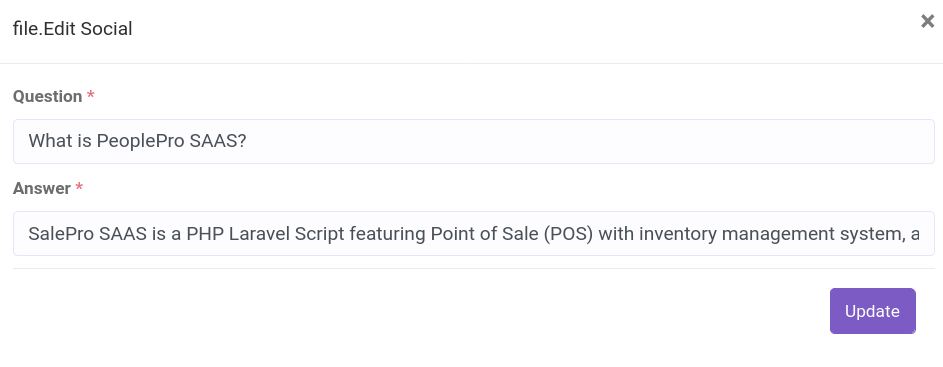 file.Edit Social
×
Question *
What is PeoplePro SAAS?
Answer *
SalePro SAAS is a PHP Laravel Script featuring Point of Sale (POS) with inventory management system, a
Update